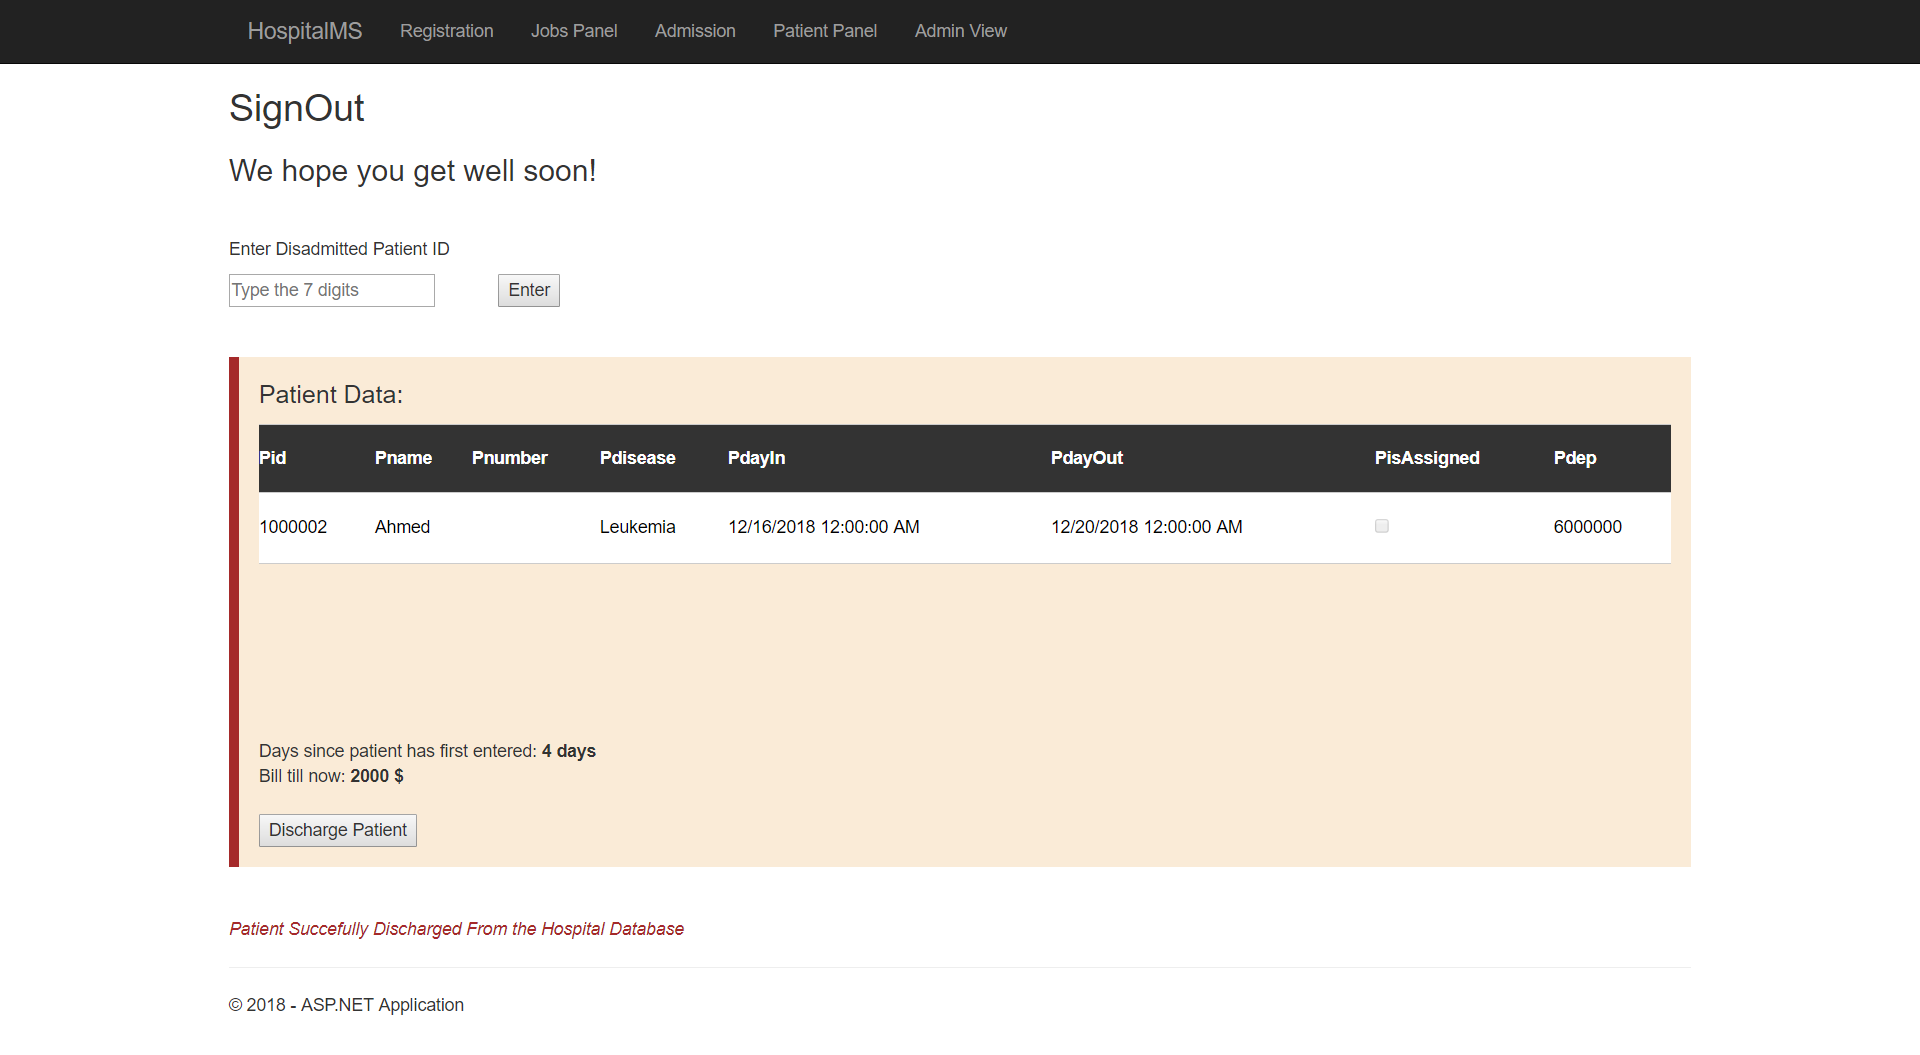 HospitalMS Registration Jobs Panel Admission Patient Panel Admin View
SignOut
We hope you get well soon!
Enter Disadmitted Patient ID
Type the 7 digits Enter
Patient Data:
Pid Pname Pnumber Pdisease PdayIn PdayOut PisAssigned Pdep
1000002 Ahmed Leukemia 12/16/2018 12:00:00 AM 12/20/2018 12:00:00 AM 6000000
Days since patient has first entered: 4 days
Bill till now: 2000 $
Discharge Patient
Patient Succefully Discharged From the Hospital Database
© 2018 - ASP.NET Application